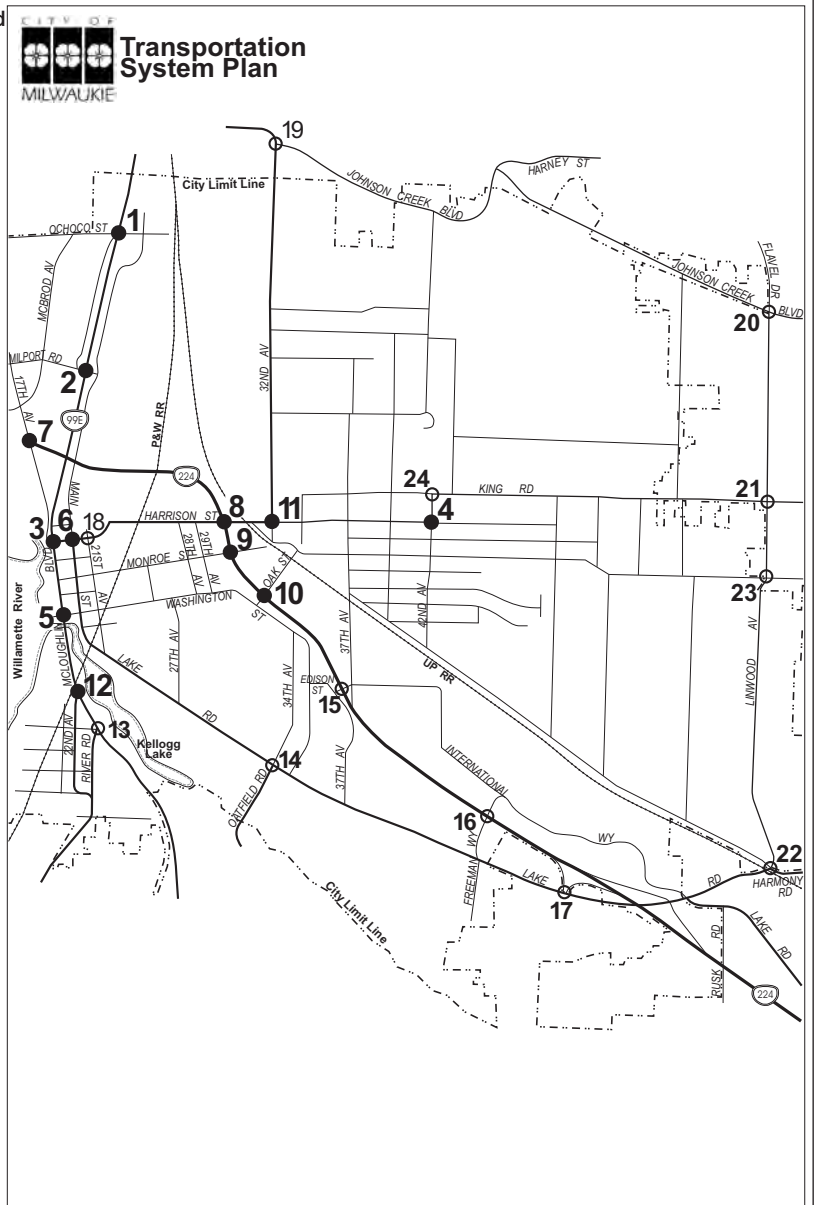 d
CITY OF
MILWAUKIE
Transportation
System Plan
19
HARNEY ST
JOHNSON CREEK BLVD
City Limit Line
OCHOCO ST
1
MCBROD AV
FLAVEL DR
JOHNSON CREEK BLVD
20
MILPORT RD
2
17TH AV
32ND AV
99E
P&W RR
7
MAIN ST
224
24
KING RD
21
3
6
18
HARRISON ST
8
11
4
BLVD
21ST AV
28TH AV
29TH AV
9
MONROE ST
OAK ST
10
WASHINGTON ST
23
5
Willamette River
MCLOUGHLIN
27TH AV
37TH AV
42ND AV
LINWOOD AV
LAKE RD
34TH AV
EDISON ST
15
UP RR
12
22ND AV
RIVER RD
13
Kellogg
Lake
14
OATFIELD RD
37TH AV
INTERNATIONAL WY
16
FREEMAN WY
22
HARMONY
RD
LAKE RD
17
City Limit Line
RUSK RD
LAKE RD
224